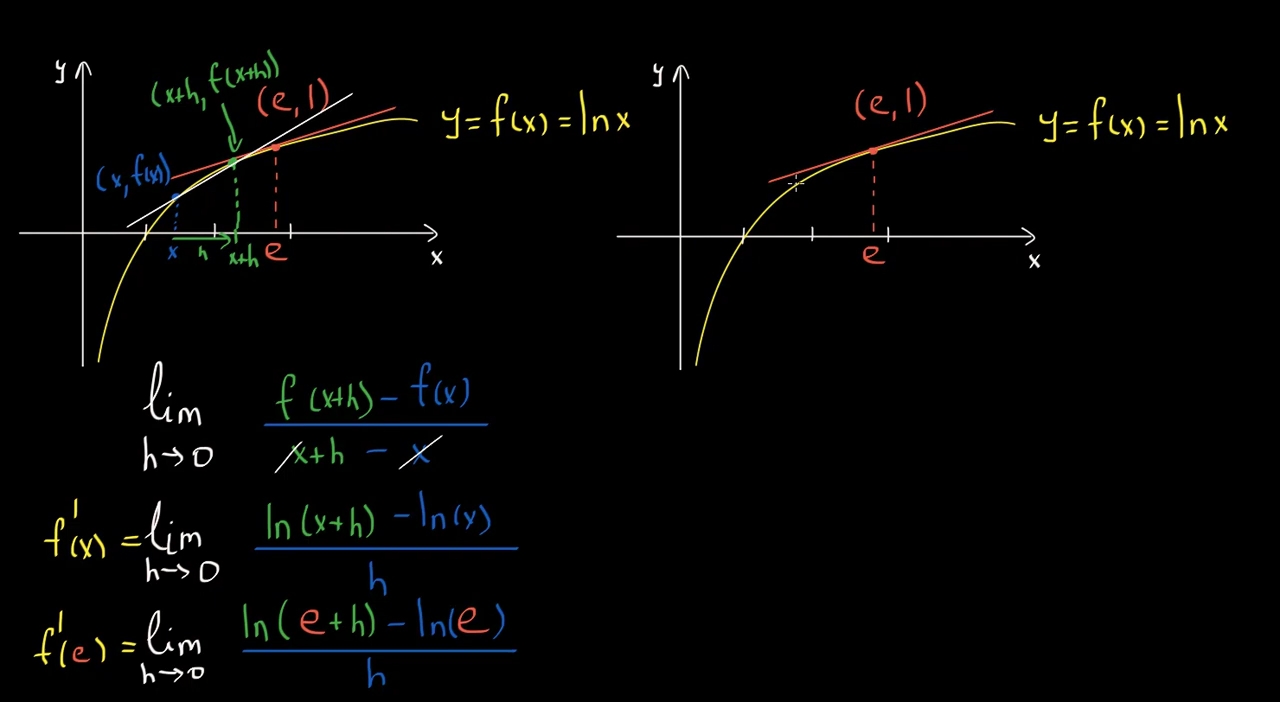 y
(x+h, f(x+h))
(e, 1)
y = f(x) = ln x
(x, f(x))
x h x+h e
x
y
(e, 1)
y = f(x) = ln x
e
x
lim h→0 f(x+h) - f(x) / x+h - x
f'(x) = lim h→0 ln(x+h) - ln(x) / h
f'(e) = lim h→0 ln(e+h) - ln(e) / h